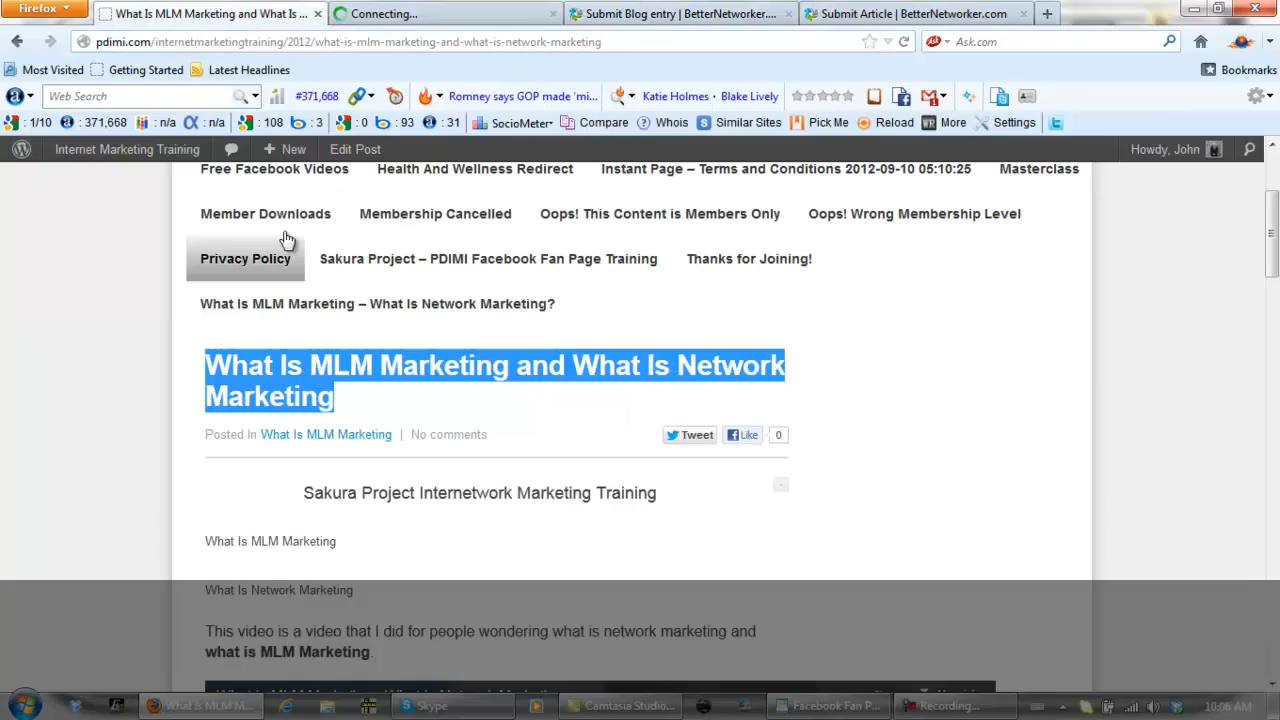 Firefox
What Is MLM Marketing and What Is ...
Connecting...
Submit Blog entry | BetterNetworker....
Submit Article | BetterNetworker.com
pdimi.com/internetmarketingtraining/2012/what-is-mlm-marketing-and-what-is-network-marketing
Ask.com
Most Visited Getting Started Latest Headlines Bookmarks
Web Search #371,668 Romney says GOP made 'mi... Katie Holmes · Blake Lively
: 1/10 : 371,668 : n/a : n/a : 108 : 3 : 0 : 93 : 31 SocioMeter Compare Whois Similar Sites Pick Me Reload More Settings
Internet Marketing Training + New Edit Post Howdy, John
Free Facebook Videos Health And Wellness Redirect Instant Page – Terms and Conditions 2012-09-10 05:10:25 Masterclass
Member Downloads Membership Cancelled Oops! This Content is Members Only Oops! Wrong Membership Level
Privacy Policy Sakura Project – PDIMI Facebook Fan Page Training Thanks for Joining!
What Is MLM Marketing – What Is Network Marketing?
What Is MLM Marketing and What Is Network
Marketing
Posted In What Is MLM Marketing | No comments Tweet Like 0
Sakura Project Internetwork Marketing Training
What Is MLM Marketing
What Is Network Marketing
This video is a video that I did for people wondering what is network marketing and
what is MLM Marketing.
What Is MLM M... Skype Camtasia Studio... Facebook Fan P... Recording... 10:06 AM